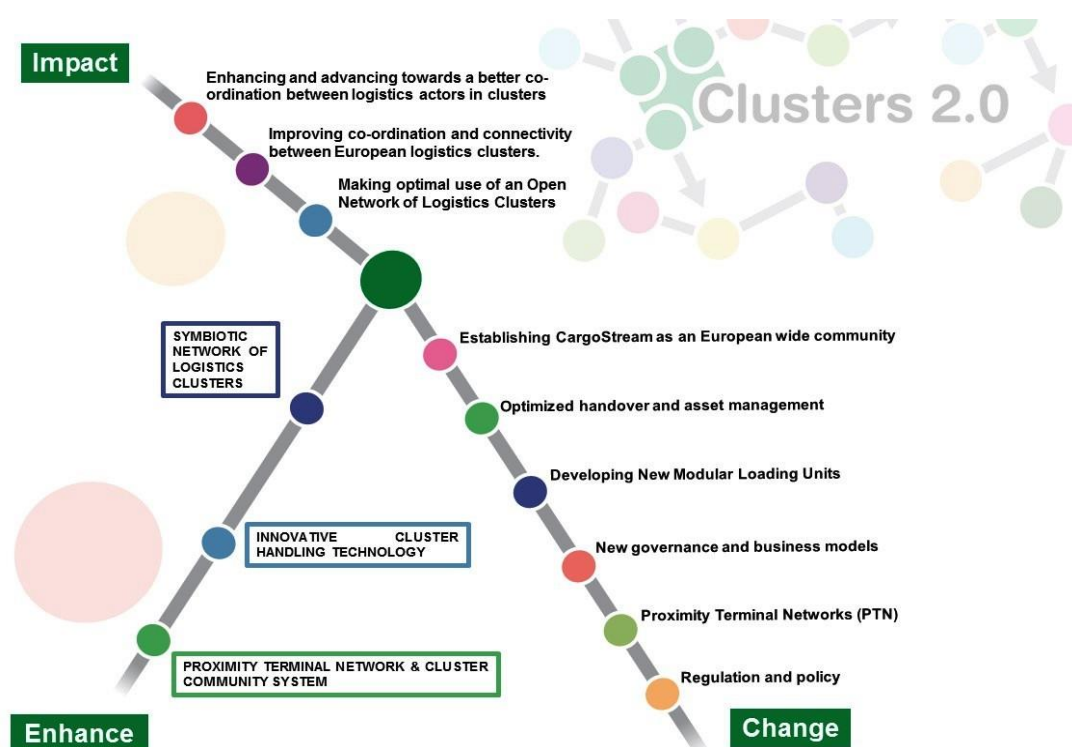 Impact
Clusters 2.0
Enhancing and advancing towards a better co-
ordination between logistics actors in clusters
Improving co-ordination and connectivity
between European logistics clusters.
Making optimal use of an Open
Network of Logistics Clusters
SYMBIOTIC
NETWORK OF
LOGISTICS
CLUSTERS
Establishing CargoStream as an European wide community
Optimized handover and asset management
Developing New Modular Loading Units
INNOVATIVE CLUSTER
HANDLING TECHNOLOGY
New governance and business models
Proximity Terminal Networks (PTN)
PROXIMITY TERMINAL NETWORK & CLUSTER
COMMUNITY SYSTEM
Regulation and policy
Enhance
Change